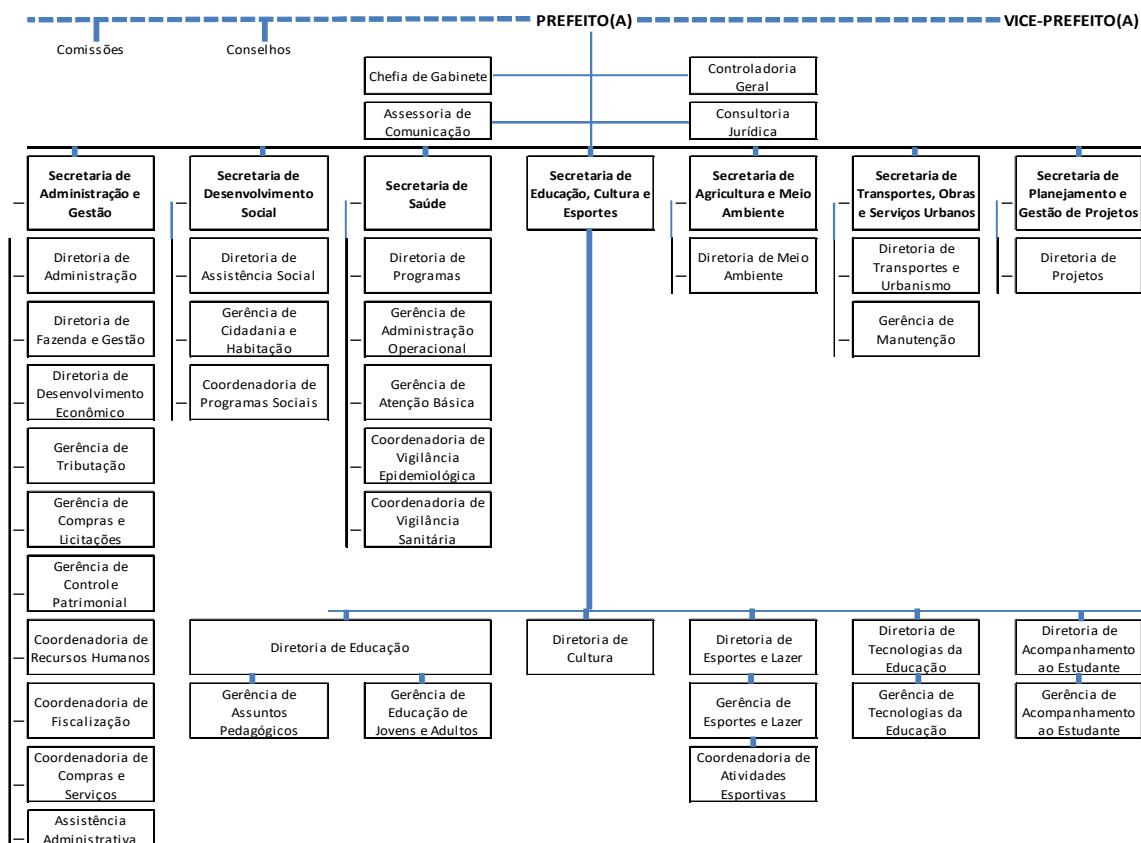 PREFEITO(A)
VICE-PREFEITO(A)
Comissões
Conselhos
Chefia de Gabinete
Controladoria
Geral
Assessoria de
Comunicação
Consultoria
Jurídica
Secretaria de
Administração e
Gestão
Secretaria de
Desenvolvimento
Social
Secretaria de
Saúde
Secretaria de
Educação, Cultura e
Esportes
Secretaria de
Agricultura e Meio
Ambiente
Secretaria de
Transportes, Obras
e Serviços Urbanos
Secretaria de
Planejamento e
Gestão de Projetos
Diretoria de
Administração
Diretoria de
Assistência Social
Diretoria de
Programas
Diretoria de Meio
Ambiente
Diretoria de
Transportes e
Urbanismo
Diretoria de
Projetos
Diretoria de
Fazenda e Gestão
Gerência de
Cidadania e
Habitação
Gerência de
Administração
Operacional
Gerência de
Manutenção
Diretoria de
Desenvolvimento
Econômico
Coordenadoria de
Programas Sociais
Gerência de
Atenção Básica
Gerência de
Tributação
Coordenadoria de
Vigilância
Epidemiológica
Gerência de
Compras e
Licitações
Coordenadoria de
Vigilância
Sanitária
Gerência de
Controle
Patrimonial
Coordenadoria de
Recursos Humanos
Diretoria de Educação
Diretoria de
Cultura
Diretoria de
Esportes e Lazer
Diretoria de
Tecnologias da
Educação
Diretoria de
Acompanhamento
ao Estudante
Coordenadoria de
Fiscalização
Gerência de
Assuntos
Pedagógicos
Gerência de
Educação de
Jovens e Adultos
Gerência de
Esportes e Lazer
Gerência de
Tecnologias da
Educação
Gerência de
Acompanhamento
ao Estudante
Coordenadoria de
Compras e
Serviços
Coordenadoria de
Atividades
Esportivas
Assistência
Administrativa